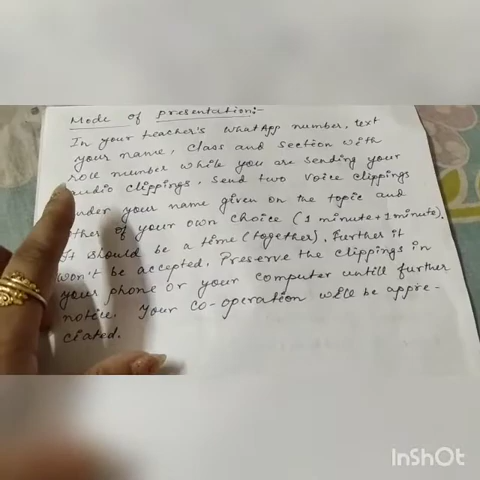 Mode of presentation:-
In your teacher's WhatApp number, text
your name, class and section with
role number while you are sending your
audio clippings, Send two voice clippings
under your name given on the topic and
other of your own choice (1 minute+1 minute).
It should be a time (together), Further it
won't be accepted. Preserve the clippings in
your phone or your computer untill further
notice. Your co-operation will be appre-
ciated.
InShOt